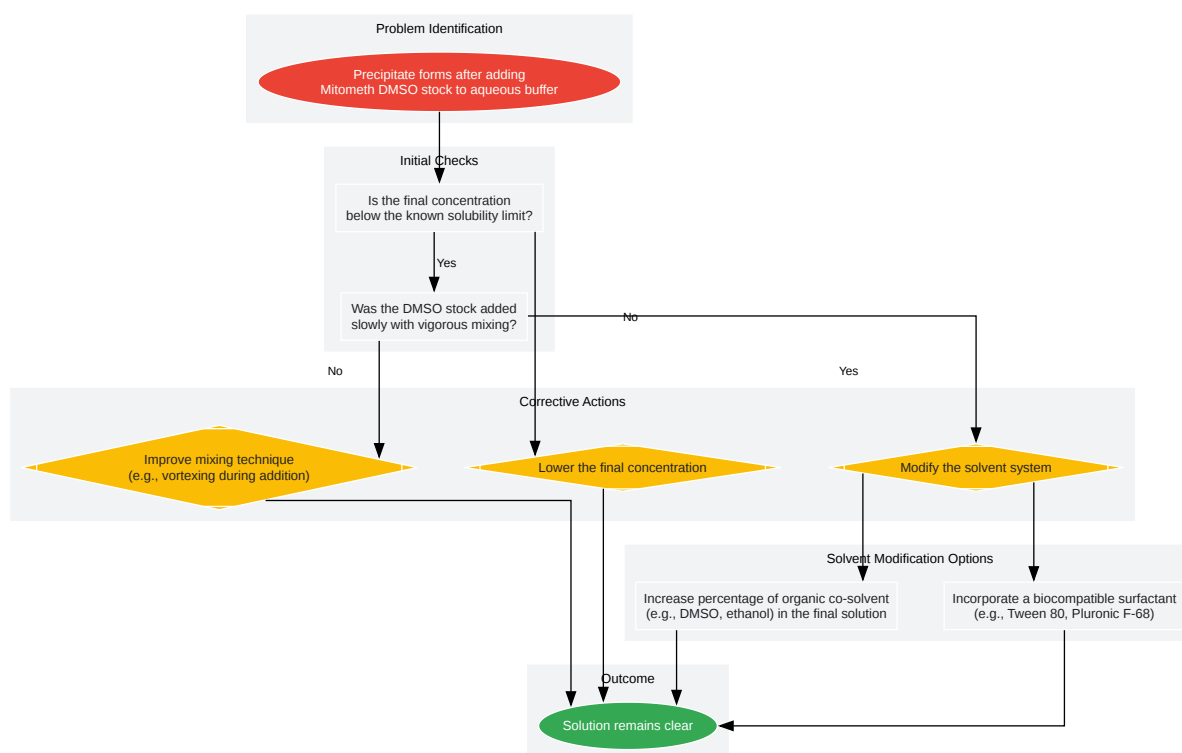 Problem Identification
Precipitate forms after adding
Mitometh DMSO stock to aqueous buffer
Initial Checks
Is the final concentration
below the known solubility limit?
Yes
Was the DMSO stock added
slowly with vigorous mixing?
No
No
Yes
Corrective Actions
Improve mixing technique
(e.g., vortexing during addition)
Lower the final concentration
Modify the solvent system
Solvent Modification Options
Increase percentage of organic co-solvent
(e.g., DMSO, ethanol) in the final solution
Incorporate a biocompatible surfactant
(e.g., Tween 80, Pluronic F-68)
Outcome
Solution remains clear